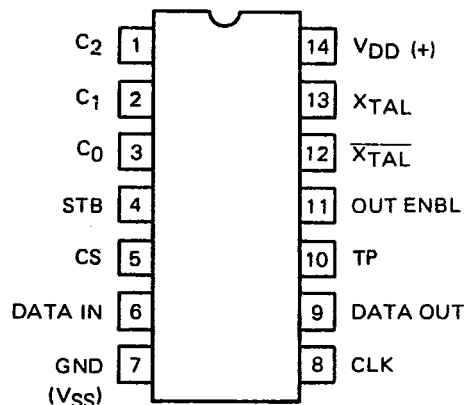 C2 1 14 VDD (+)
C1 2 13 XTAL
C0 3 12 XTAL
STB 4 11 OUT ENBL
CS 5 10 TP
DATA IN 6 9 DATA OUT
GND 7 8 CLK
(VSS)